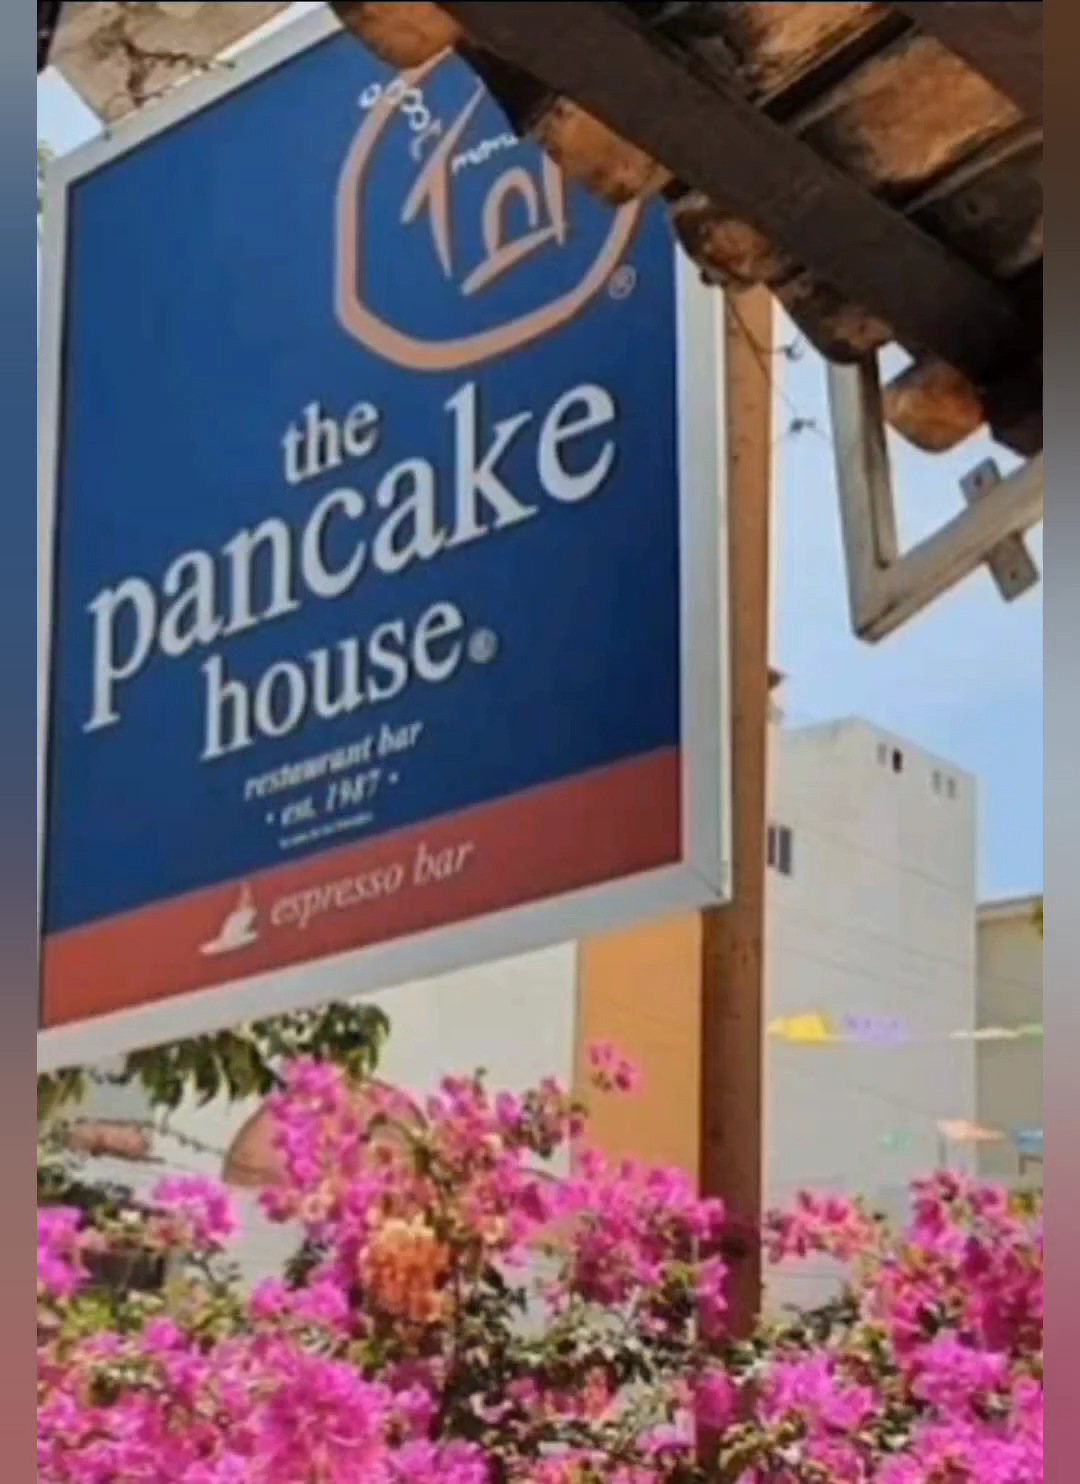 ®
the
pancake
house®
restaurant bar
· est. 1987 ·
espresso bar